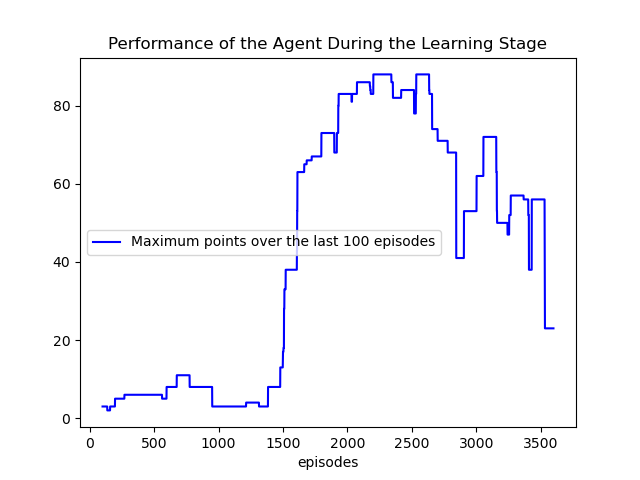 Performance of the Agent During the Learning Stage
80
60
Maximum points over the last 100 episodes
40
20
0
0 500 1000 1500 2000 2500 3000 3500
episodes